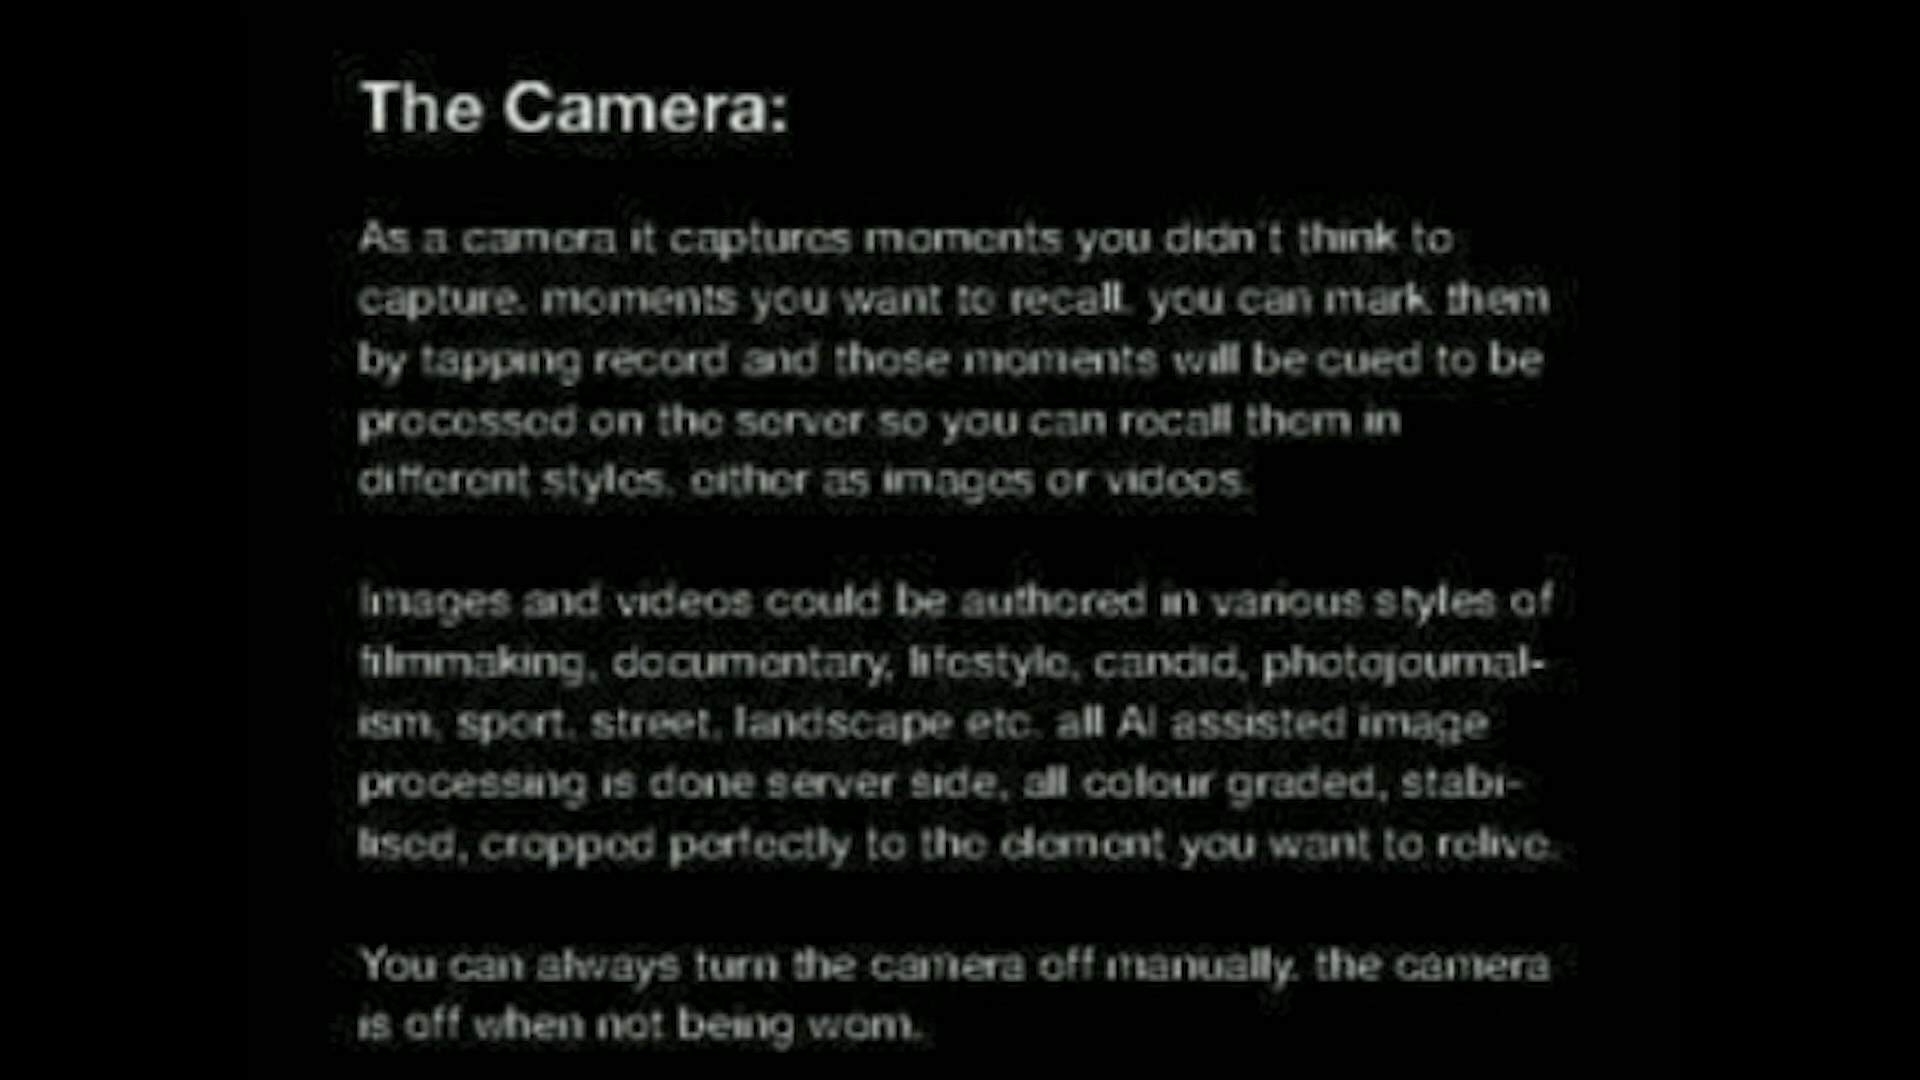 The Camera:
As a camera it captures moments you didn't think to
capture. moments you want to recall. you can mark them
by tapping record and those moments will be cued to be
processed on the server so you can recall them in
different styles. either as images or videos.
Images and videos could be authored in various styles of
filmmaking, documentary, lifestyle, candid, photojournal-
ism, sport, street, landscape etc. all AI assisted image
processing is done server side, all colour graded, stabi-
lised, cropped perfectly to the element you want to relive.
You can always turn the camera off manually. the camera
is off when not being worn.